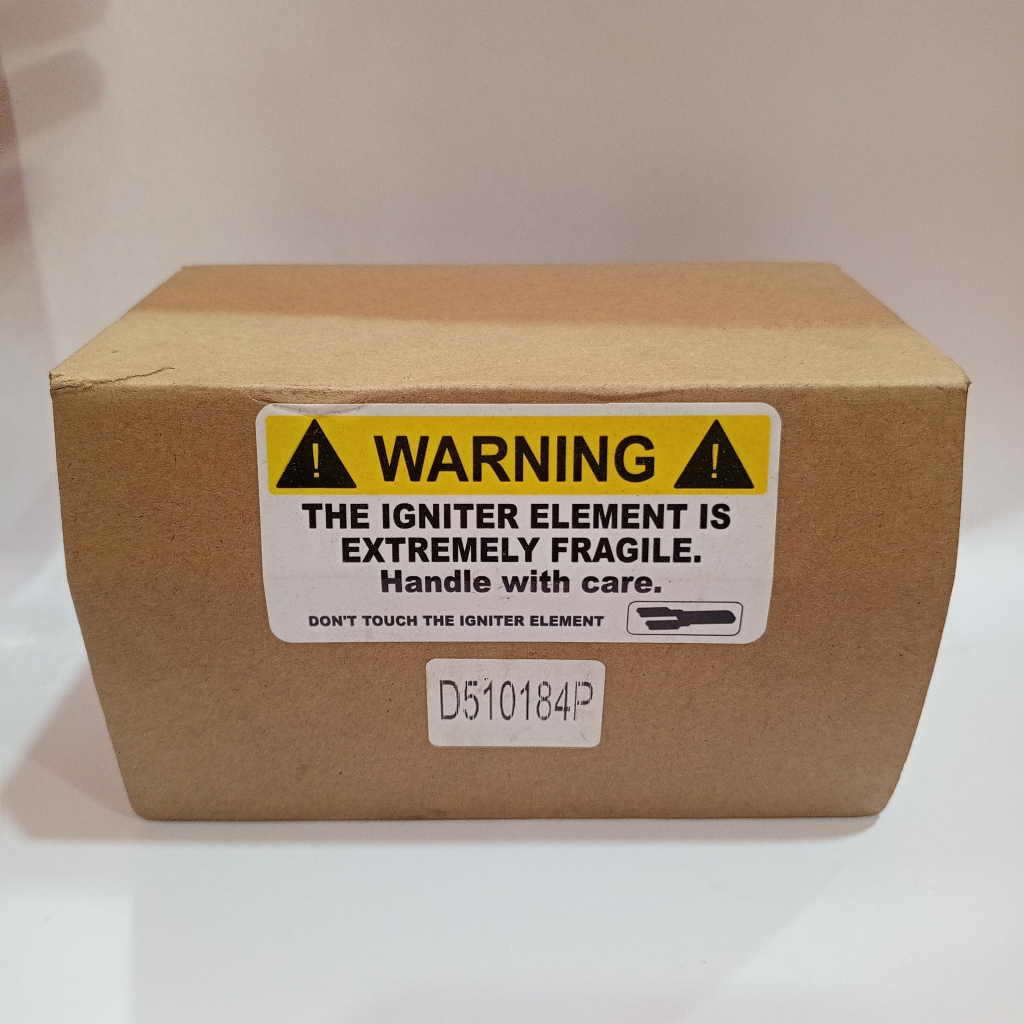 WARNING
THE IGNITER ELEMENT IS
EXTREMELY FRAGILE.
Handle with care.
DON'T TOUCH THE IGNITER ELEMENT
D510184P